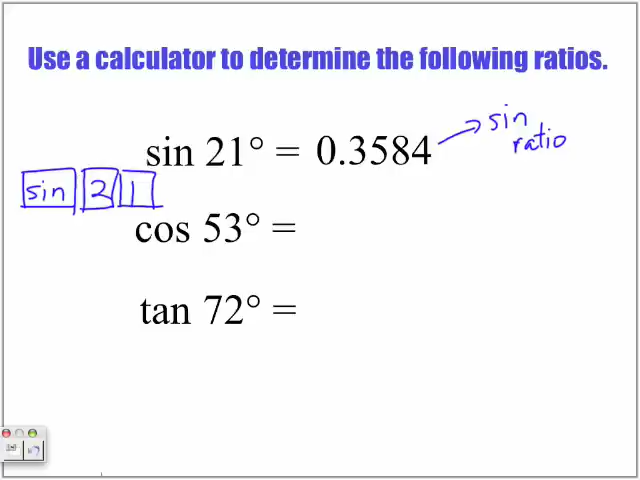 Use a calculator to determine the following ratios.
sin 21° = 0.3584
sin
ratio
sin 2 1
cos 53° =
tan 72° =